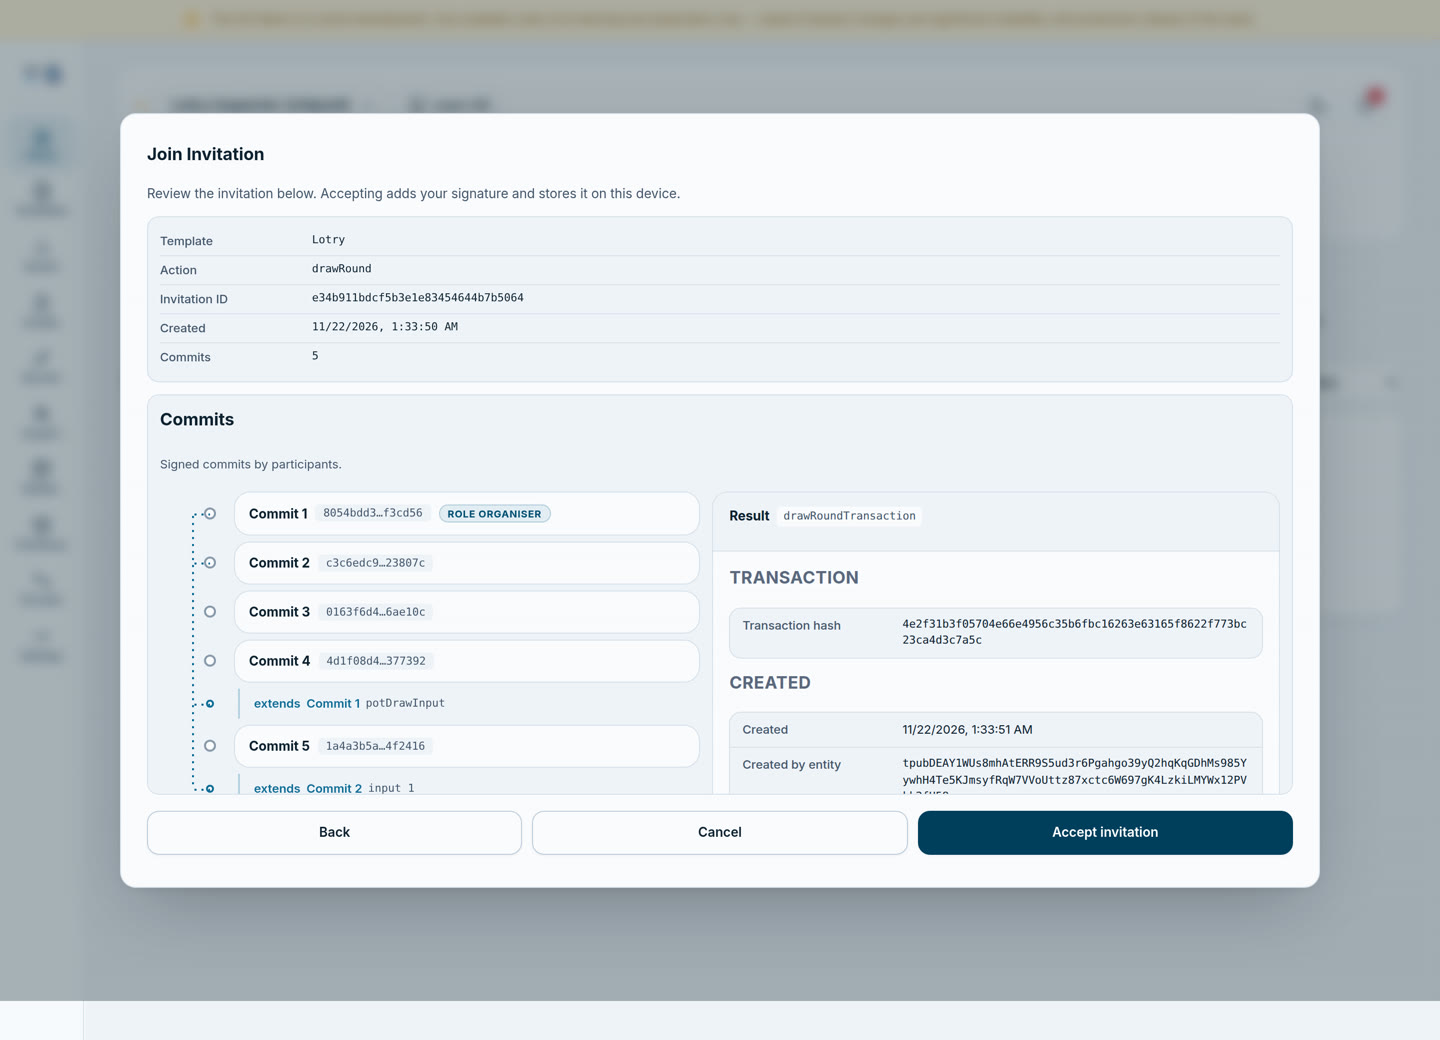 Join Invitation
Review the invitation below. Accepting adds your signature and stores it on this device.
Template Lotry
Action drawRound
Invitation ID e34b911bdcf5b3e1e83454644b7b5064
Created 11/22/2026, 1:33:50 AM
Commits 5
Commits
Signed commits by participants.
Commit 1 8054bdd3…f3cd56 ROLE ORGANISER
Commit 2 c3c6edc9…23807c
Commit 3 0163f6d4…6ae10c
Commit 4 4d1f08d4…377392
extends Commit 1 potDrawInput
Commit 5 1a4a3b5a…4f2416
extends Commit 2 input 1
Result drawRoundTransaction
TRANSACTION
Transaction hash 4e2f31b3f05704e66e4956c35b6fbc16263e63165f8622f773bc
23ca4d3c7a5c
CREATED
Created 11/22/2026, 1:33:51 AM
Created by entity tpubDEAY1WUs8mhAtERR9S5ud3r6Pgahgo39yQ2hqKqGDhMs985Y
ywhH4Te5KJmsyfRqW7VVoUttz87xctc6W697gK4LzkiLMYWx12PV
Back
Cancel
Accept invitation